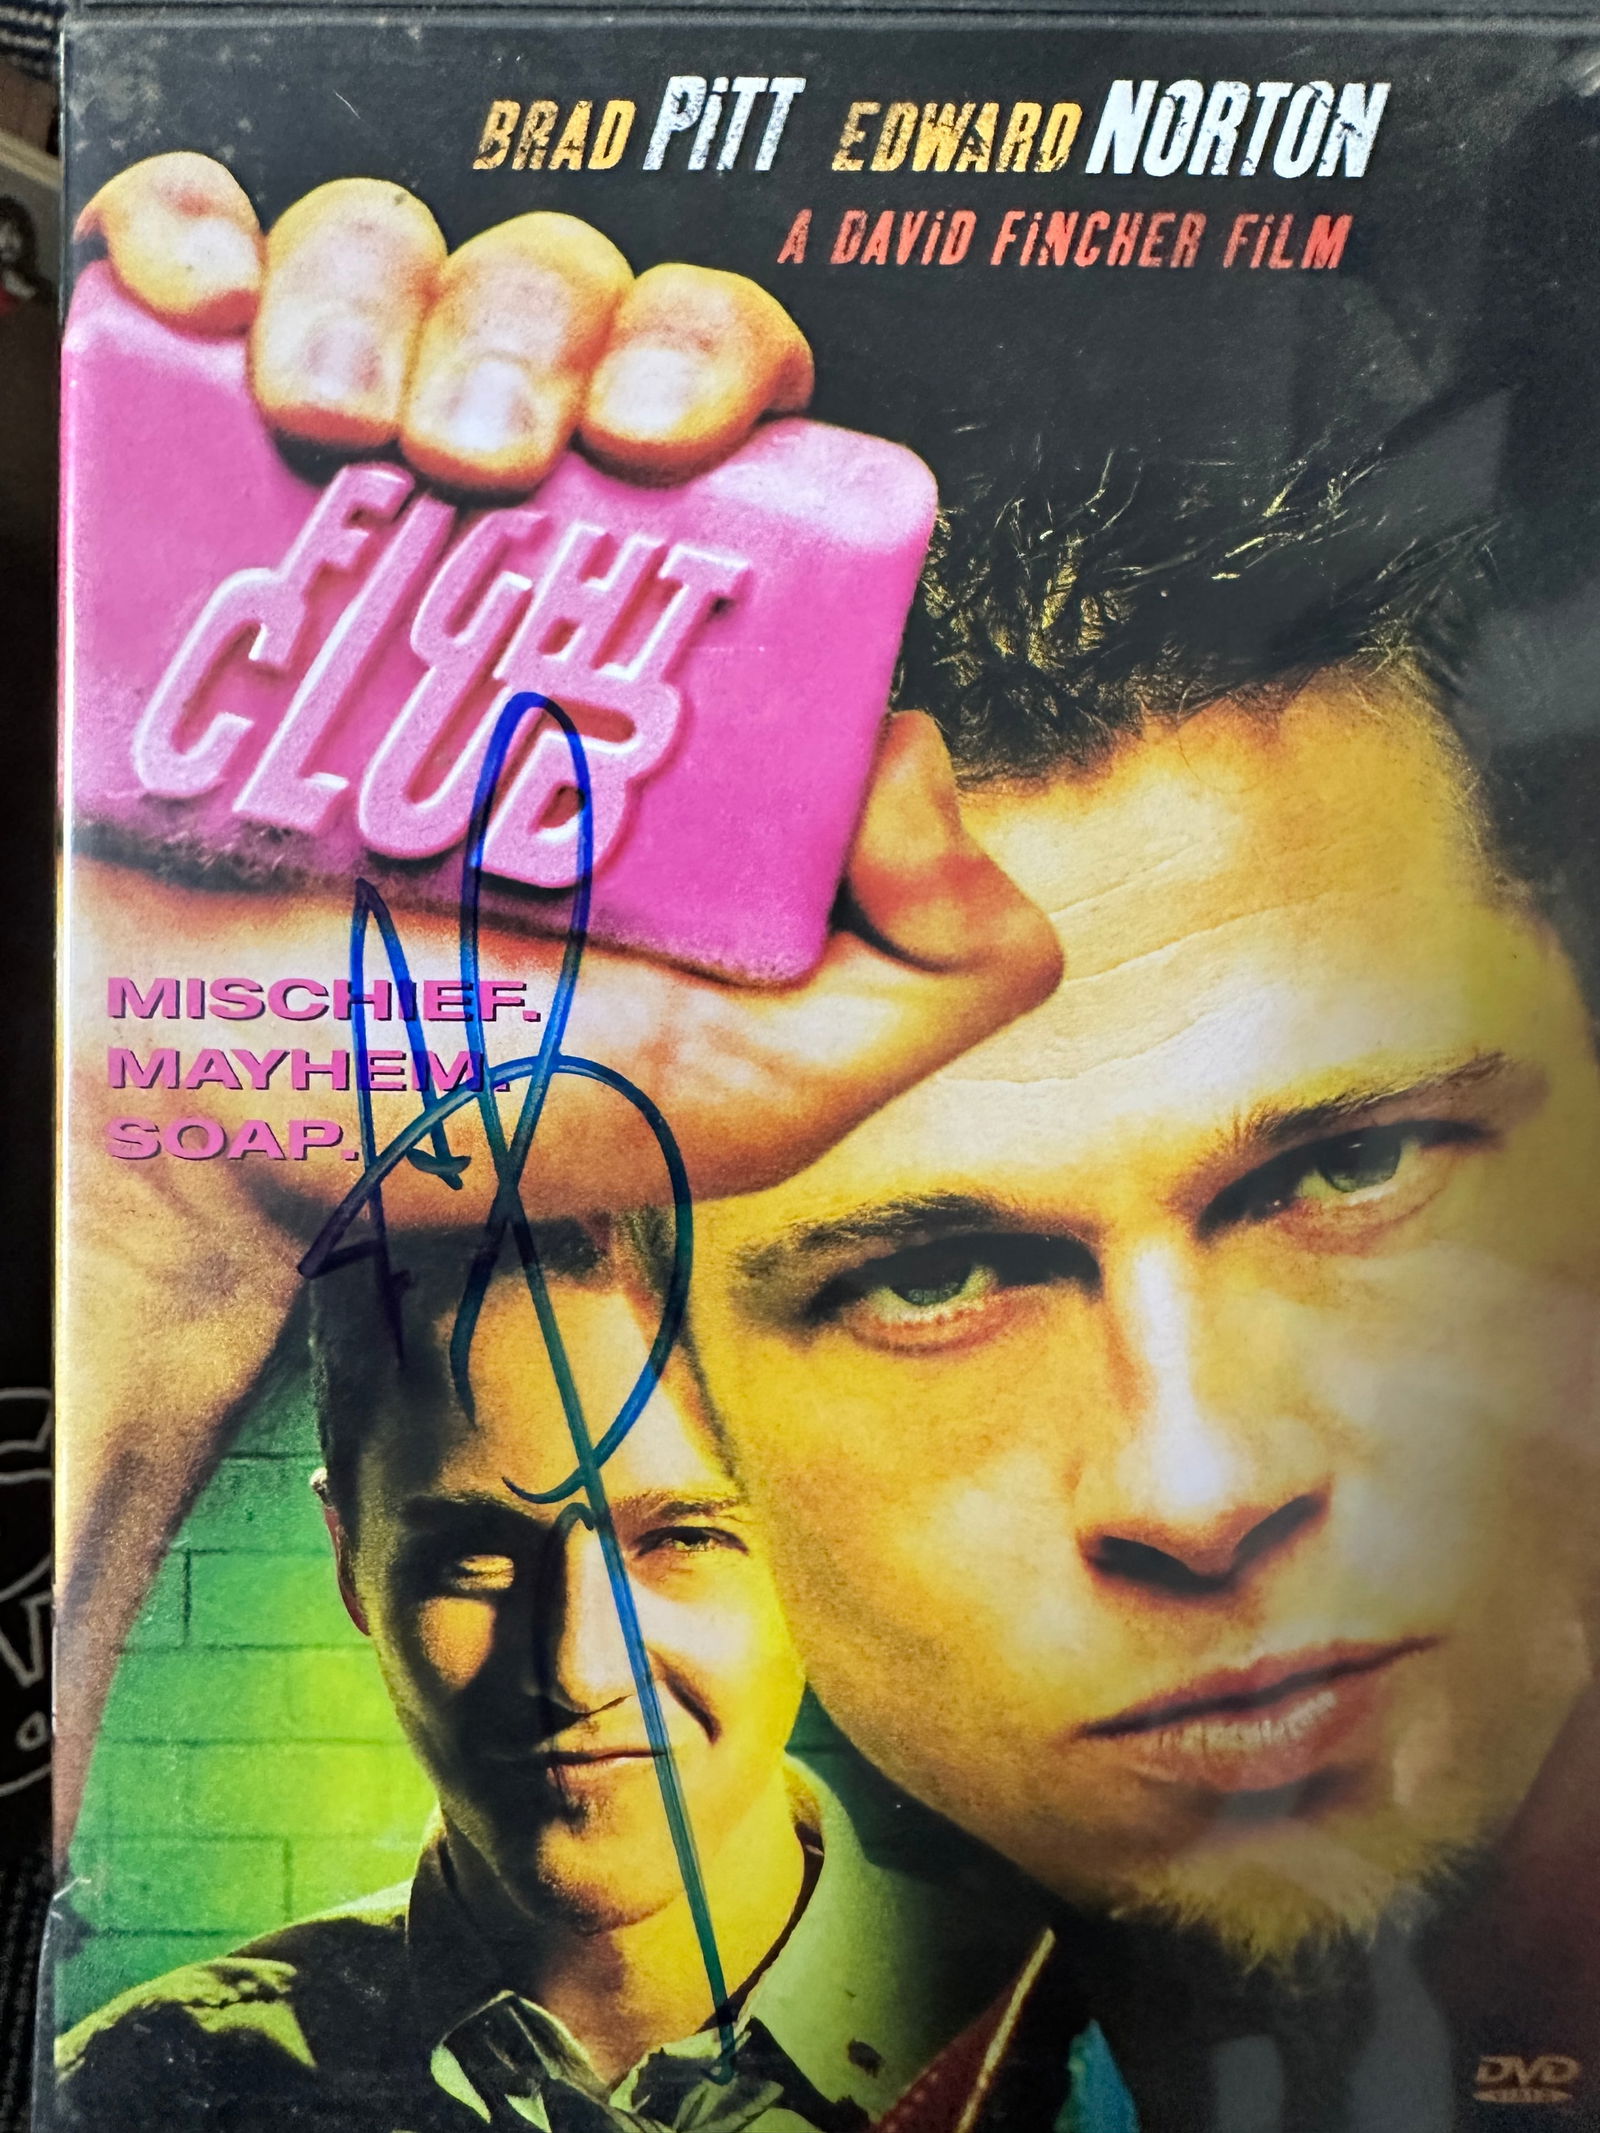 BRAD PiTT EDWARD NORTON
A DAViD FiNCHER FiLM
FIGHT
CLUB
MISCHIEF.
MAYHEM.
SOAP.
DVD